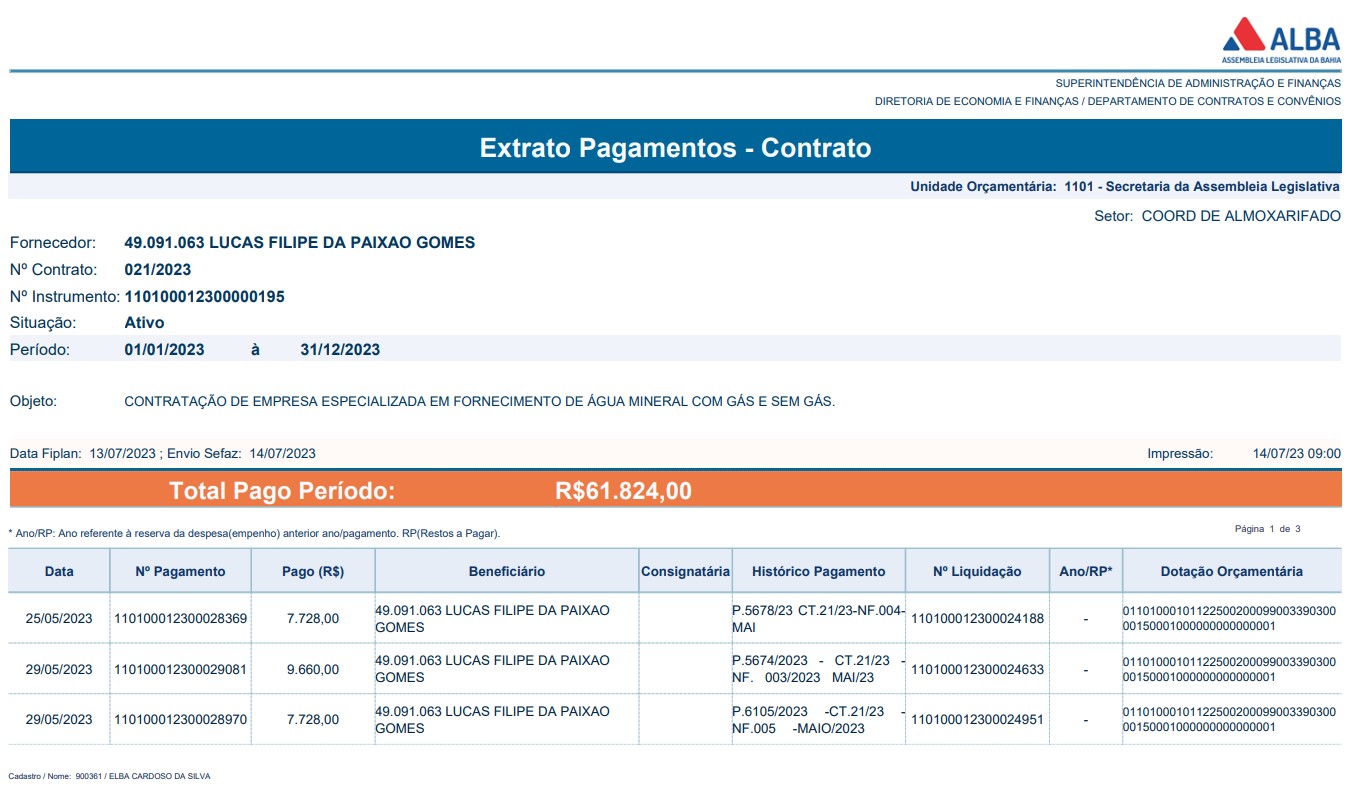 ALBA
ASSEMBLEIA LEGISLATIVA DA BAHIA
SUPERINTENDÊNCIA DE ADMINISTRAÇÃO E FINANÇAS
DIRETORIA DE ECONOMIA E FINANÇAS / DEPARTAMENTO DE CONTRATOS E CONVÊNIOS
Extrato Pagamentos - Contrato
Unidade Orçamentária: 1101 - Secretaria da Assembleia Legislativa
Setor: COORD DE ALMOXARIFADO
Fornecedor: 49.091.063 LUCAS FILIPE DA PAIXAO GOMES
Nº Contrato: 021/2023
Nº Instrumento: 110100012300000195
Situação: Ativo
Período: 01/01/2023 à 31/12/2023
Objeto: CONTRATAÇÃO DE EMPRESA ESPECIALIZADA EM FORNECIMENTO DE ÁGUA MINERAL COM GÁS E SEM GÁS.
Data Fiplan: 13/07/2023 ; Envio Sefaz: 14/07/2023 Impressão: 14/07/23 09:00
Total Pago Período: R$61.824,00
* Ano/RP: Ano referente à reserva da despesa(empenho) anterior ano/pagamento. RP(Restos a Pagar).
Página 1 de 3
Data Nº Pagamento Pago (R$) Beneficiário Consignatária Histórico Pagamento Nº Liquidação Ano/RP* Dotação Orçamentária
25/05/2023 110100012300028369 7.728,00 49.091.063 LUCAS FILIPE DA PAIXAO P.5678/23 CT.21/23-NF.004- 110100012300024188 - 011010001011225002000990033903000
GOMES MAI 0015000100000000000001
29/05/2023 110100012300029081 9.660,00 49.091.063 LUCAS FILIPE DA PAIXAO P.5674/2023 - CT.21/23 - 110100012300024633 - 011010001011225002000990033903000
GOMES NF. 003/2023 MAI/23 0015000100000000000001
29/05/2023 110100012300028970 7.728,00 49.091.063 LUCAS FILIPE DA PAIXAO P.6105/2023 -CT.21/23 - 110100012300024951 - 011010001011225002000990033903000
GOMES NF.005 -MAIO/2023 0015000100000000000001
Cadastro / Nome: 900361 / ELBA CARDOSO DA SILVA